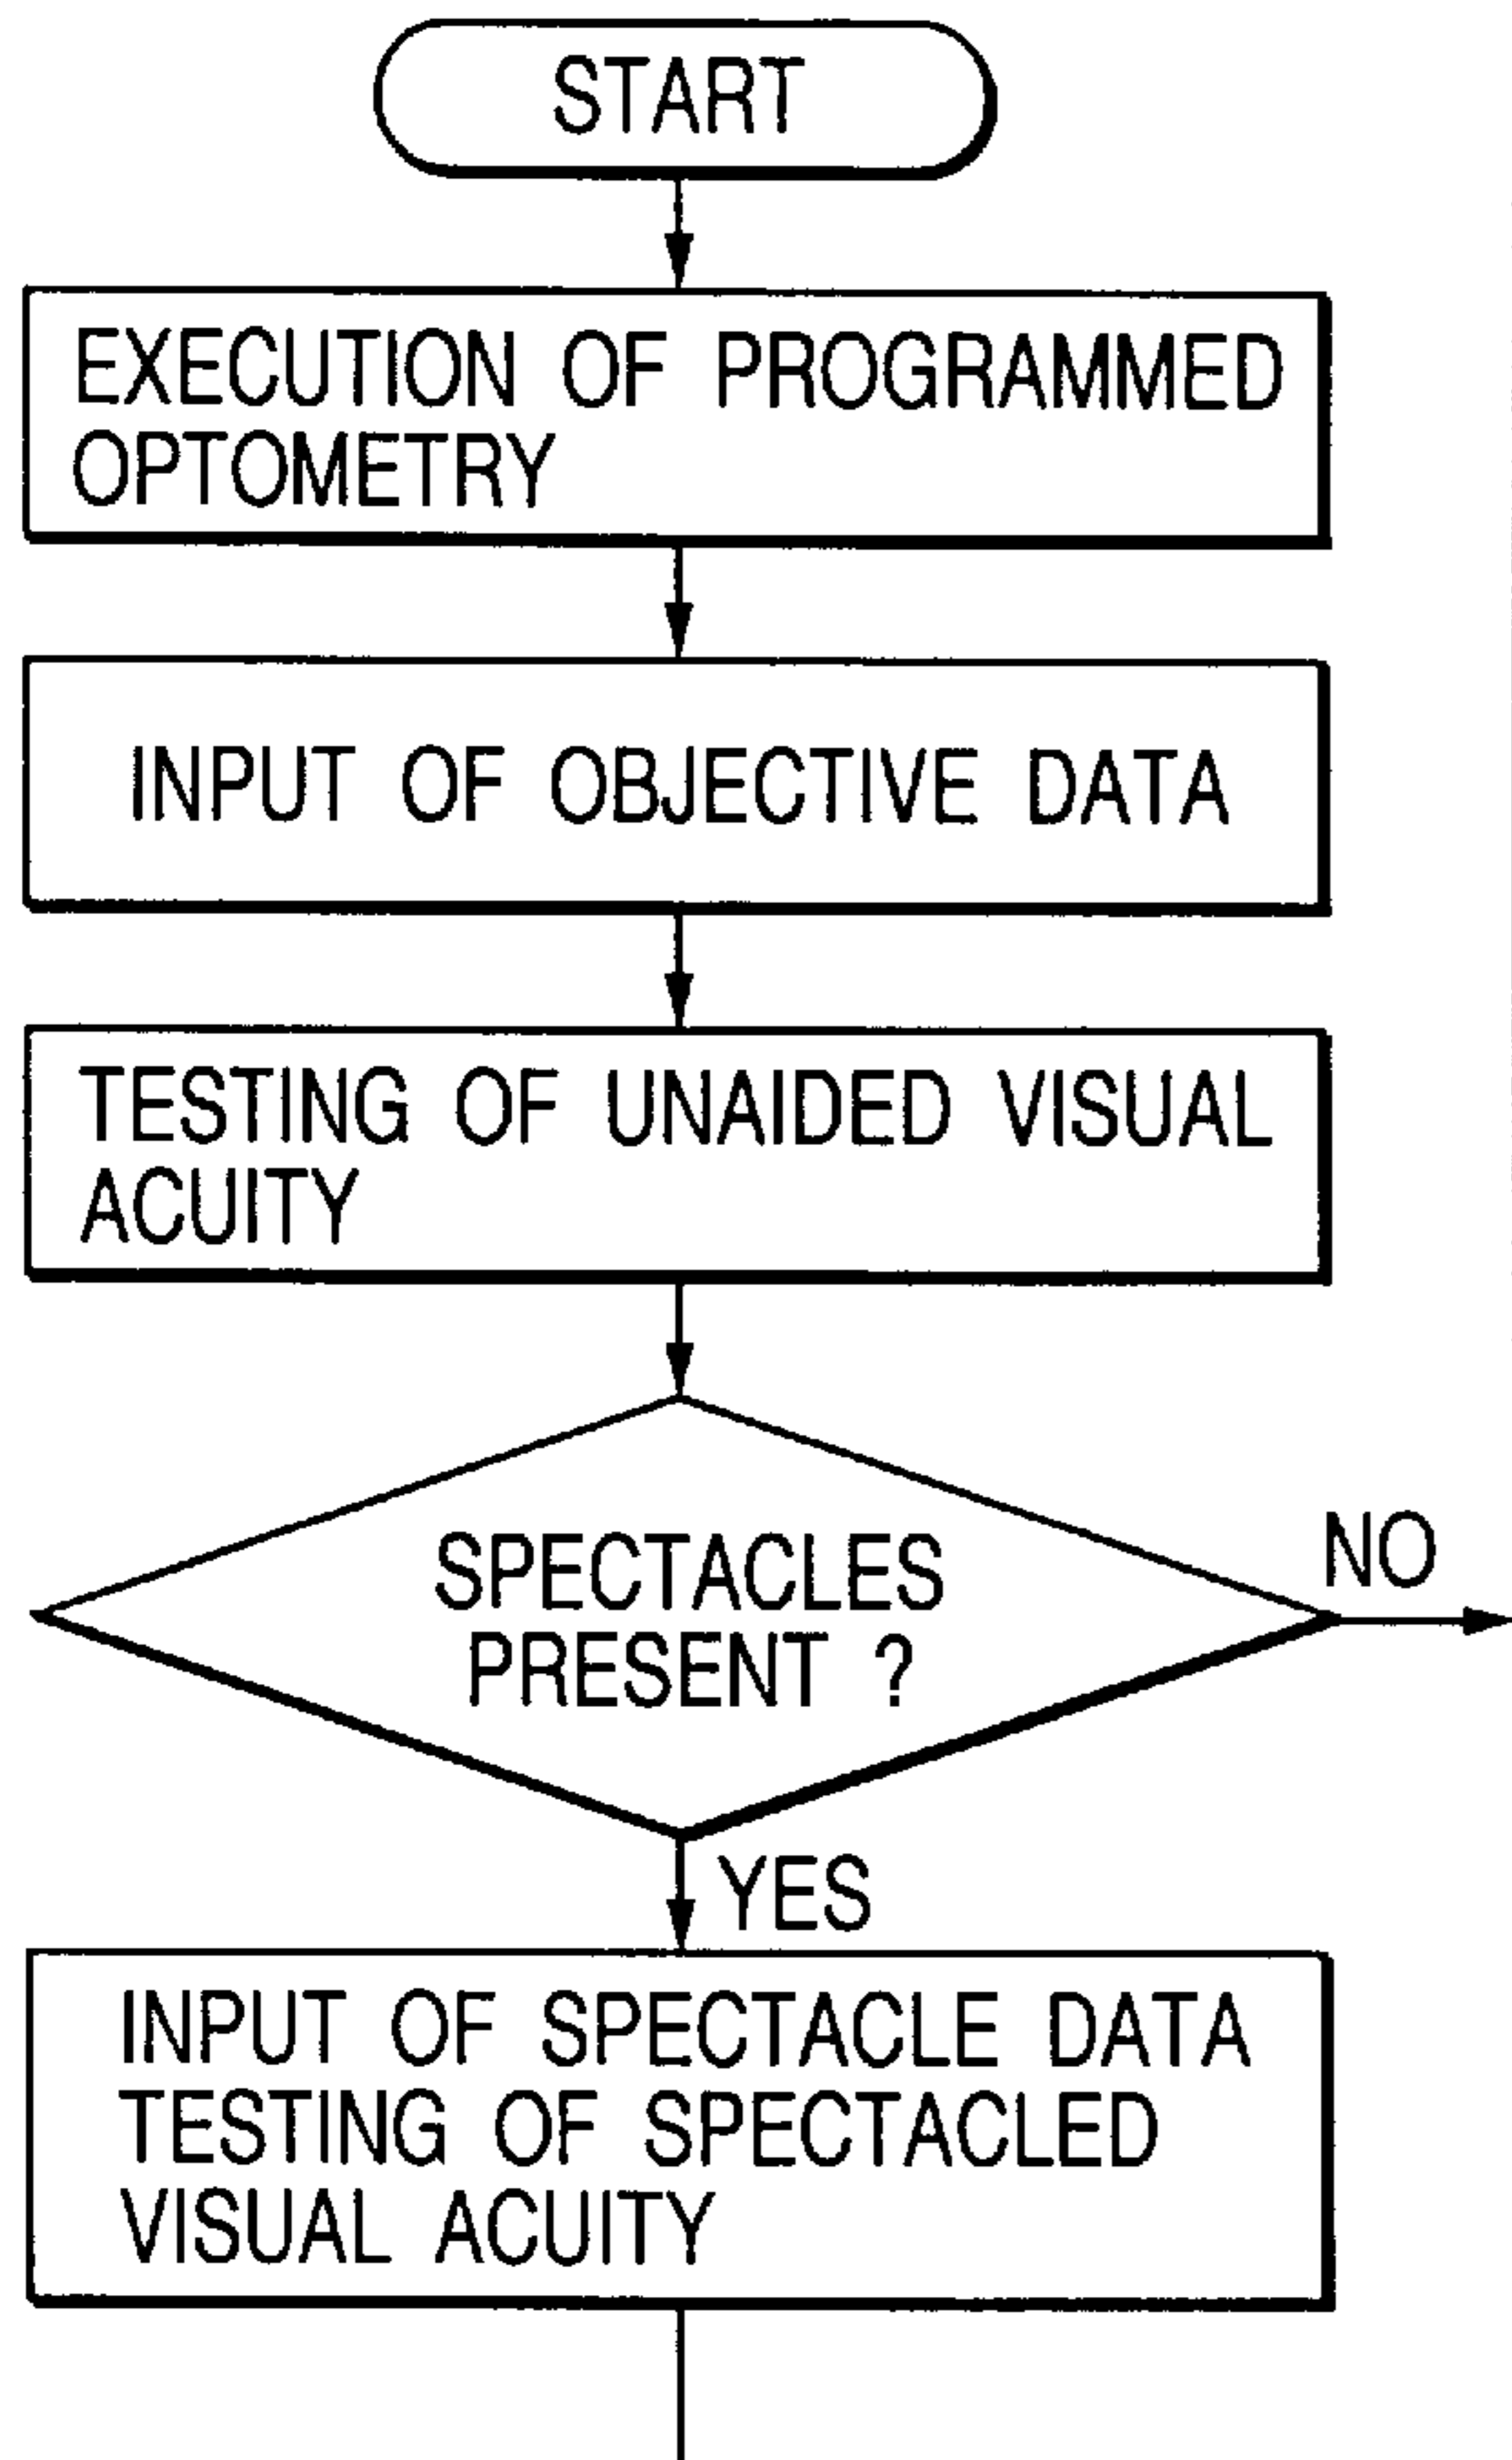 START
EXECUTION OF PROGRAMMED
OPTOMETRY
INPUT OF OBJECTIVE DATA
TESTING OF UNAIDED VISUAL
ACUITY
SPECTACLES
PRESENT ?
NO
YES
INPUT OF SPECTACLE DATA
TESTING OF SPECTACLED
VISUAL ACUITY